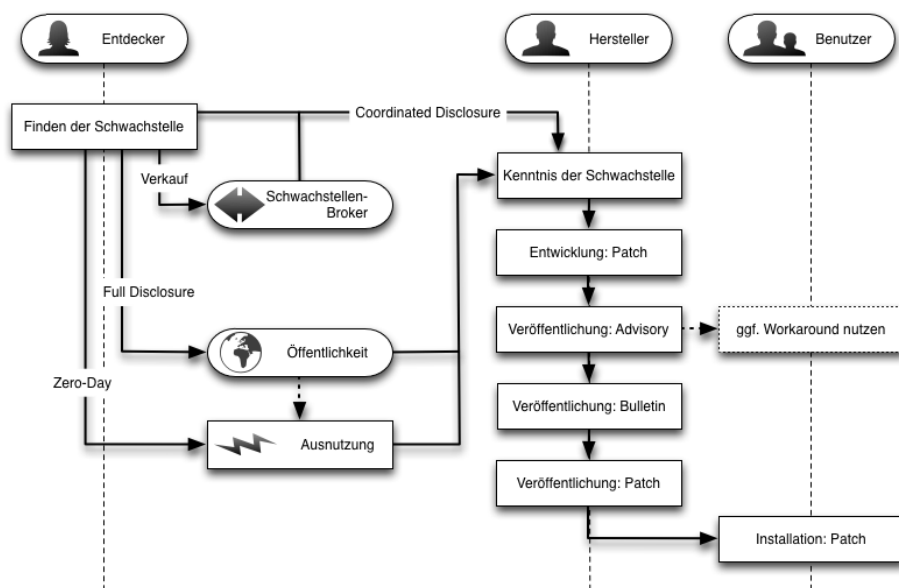 Entdecker
Hersteller
Benutzer
Finden der Schwachstelle
Coordinated Disclosure
Verkauf
Schwachstellen-
Broker
Kenntnis der Schwachstelle
Entwicklung: Patch
Full Disclosure
Veröffentlichung: Advisory
ggf. Workaround nutzen
Öffentlichkeit
Zero-Day
Veröffentlichung: Bulletin
Ausnutzung
Veröffentlichung: Patch
Installation: Patch